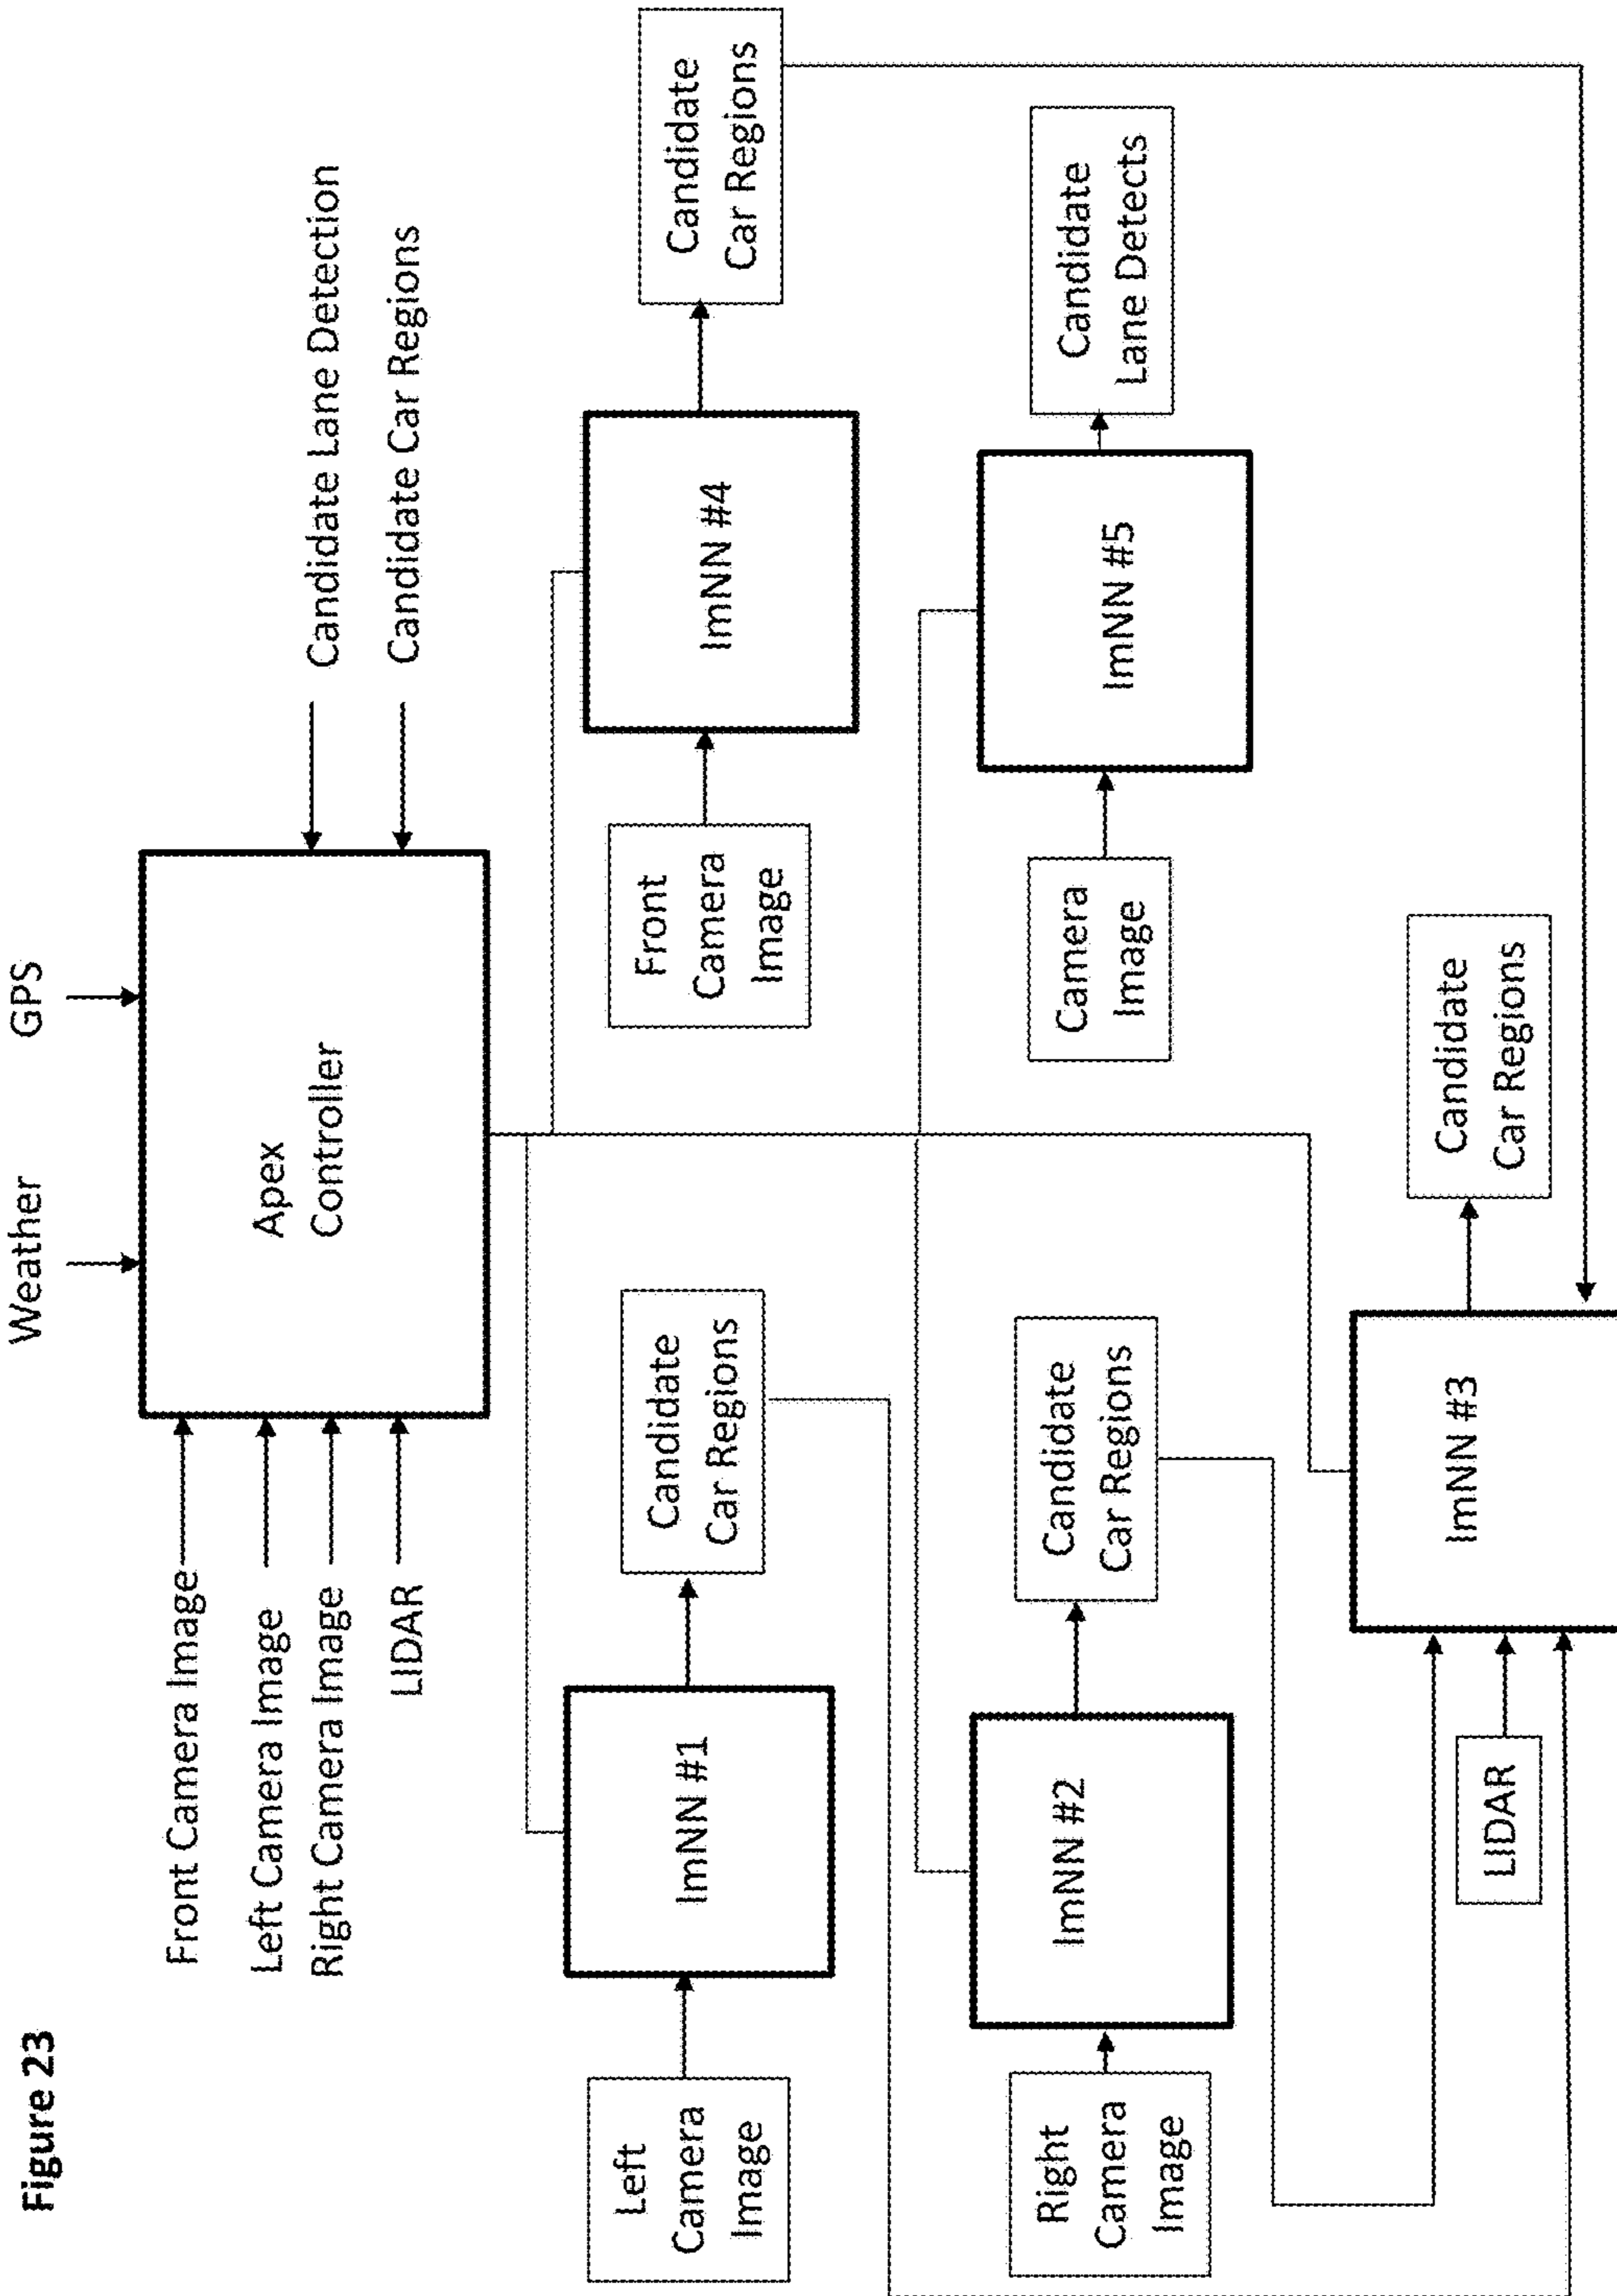 Figure 23
Weather
GPS
Front Camera Image
Left Camera Image
Right Camera Image
LIDAR
Apex
Controller
Candidate Lane Detection
Candidate Car Regions
Left
Camera
Image
ImNN #1
Candidate
Car Regions
Front
Camera
Image
ImNN #4
Candidate
Car Regions
Right
Camera
Image
ImNN #2
Candidate
Car Regions
Camera
Image
ImNN #5
Candidate
Lane Detects
LIDAR
ImNN #3
Candidate
Car Regions